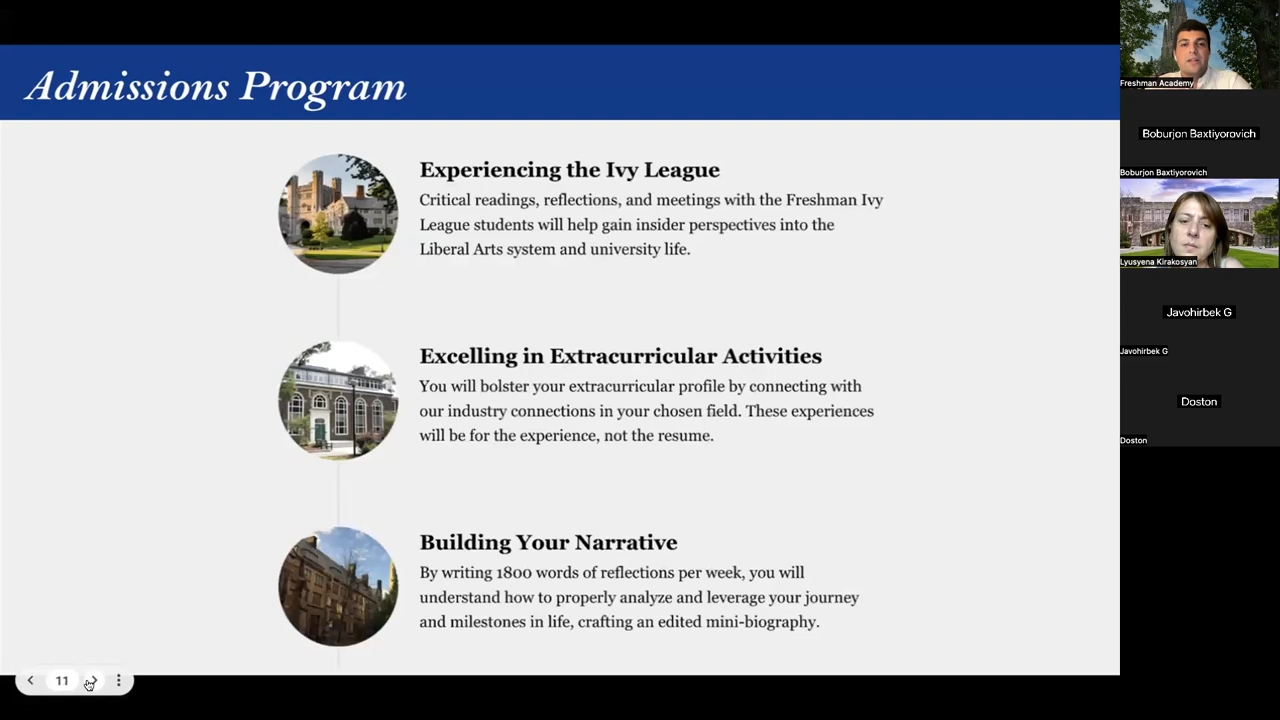 Admissions Program
Experiencing the Ivy League
Critical readings, reflections, and meetings with the Freshman Ivy
League students will help gain insider perspectives into the
Liberal Arts system and university life.
Excelling in Extracurricular Activities
You will bolster your extracurricular profile by connecting with
our industry connections in your chosen field. These experiences
will be for the experience, not the resume.
Building Your Narrative
By writing 1800 words of reflections per week, you will
understand how to properly analyze and leverage your journey
and milestones in life, crafting an edited mini-biography.
11
Freshman Academy
Boburjon Baxtiyorovich
Boburjon Baxtiyorovich
Lyusyena Kirakosyan
Javohirbek G
Javohirbek G
Doston
Doston